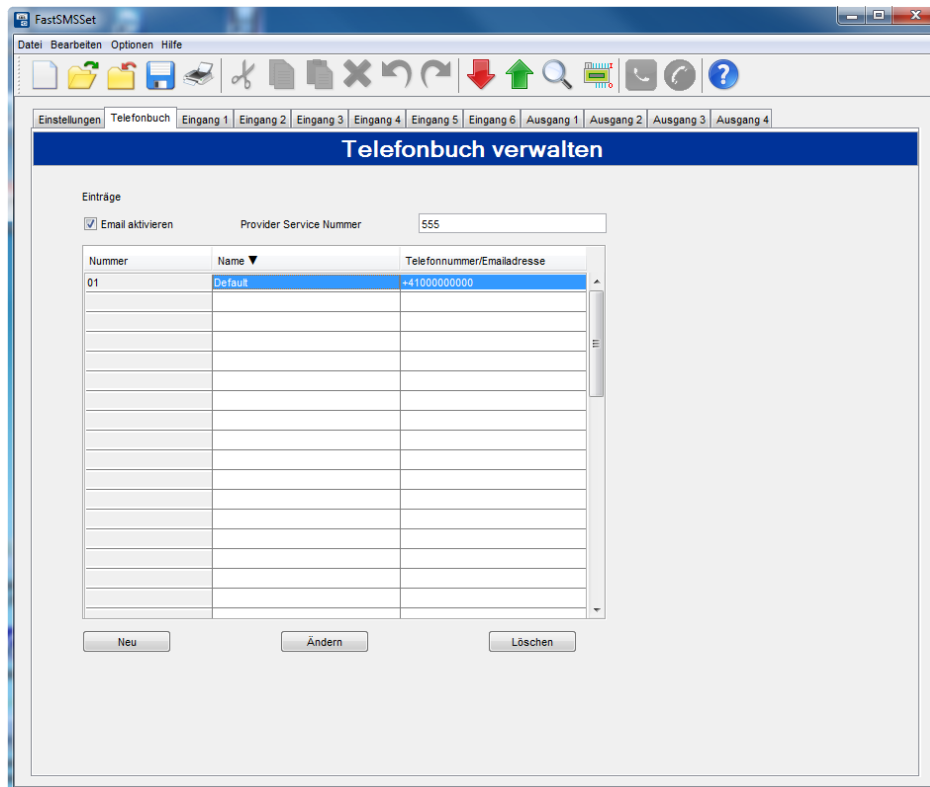 FastSMSSet
Datei Bearbeiten Optionen Hilfe
Einstellungen Telefonbuch Eingang 1 Eingang 2 Eingang 3 Eingang 4 Eingang 5 Eingang 6 Ausgang 1 Ausgang 2 Ausgang 3 Ausgang 4
Telefonbuch verwalten
Einträge
Email aktivieren Provider Service Nummer 555
Nummer Name ▼ Telefonnummer/Emailadresse
01 Default +41000000000
Neu Ändern Löschen